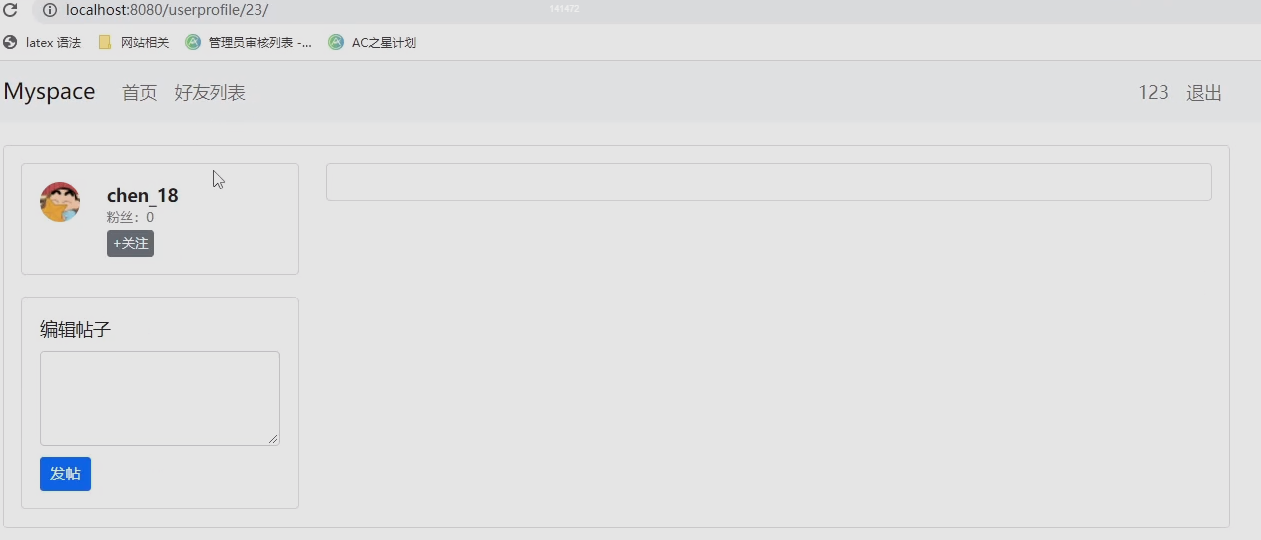 localhost:8080/userprofile/23/
141472
latex 语法 网站相关 管理员审核列表 -... AC之星计划
Myspace 首页 好友列表 123 退出
chen_18
粉丝：0
+关注
编辑帖子
发帖